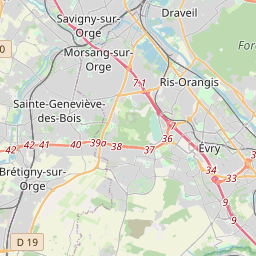 Savigny-sur-
Orge
Draveil
Morsang-sur-
Orge
7.1
Ris-Orangis
Sainte-Geneviève-
des-Bois
7
36
42
41
40
39a
38
37
Évry
42
34
33
Brétigny-sur-
Orge
9
9
D 19